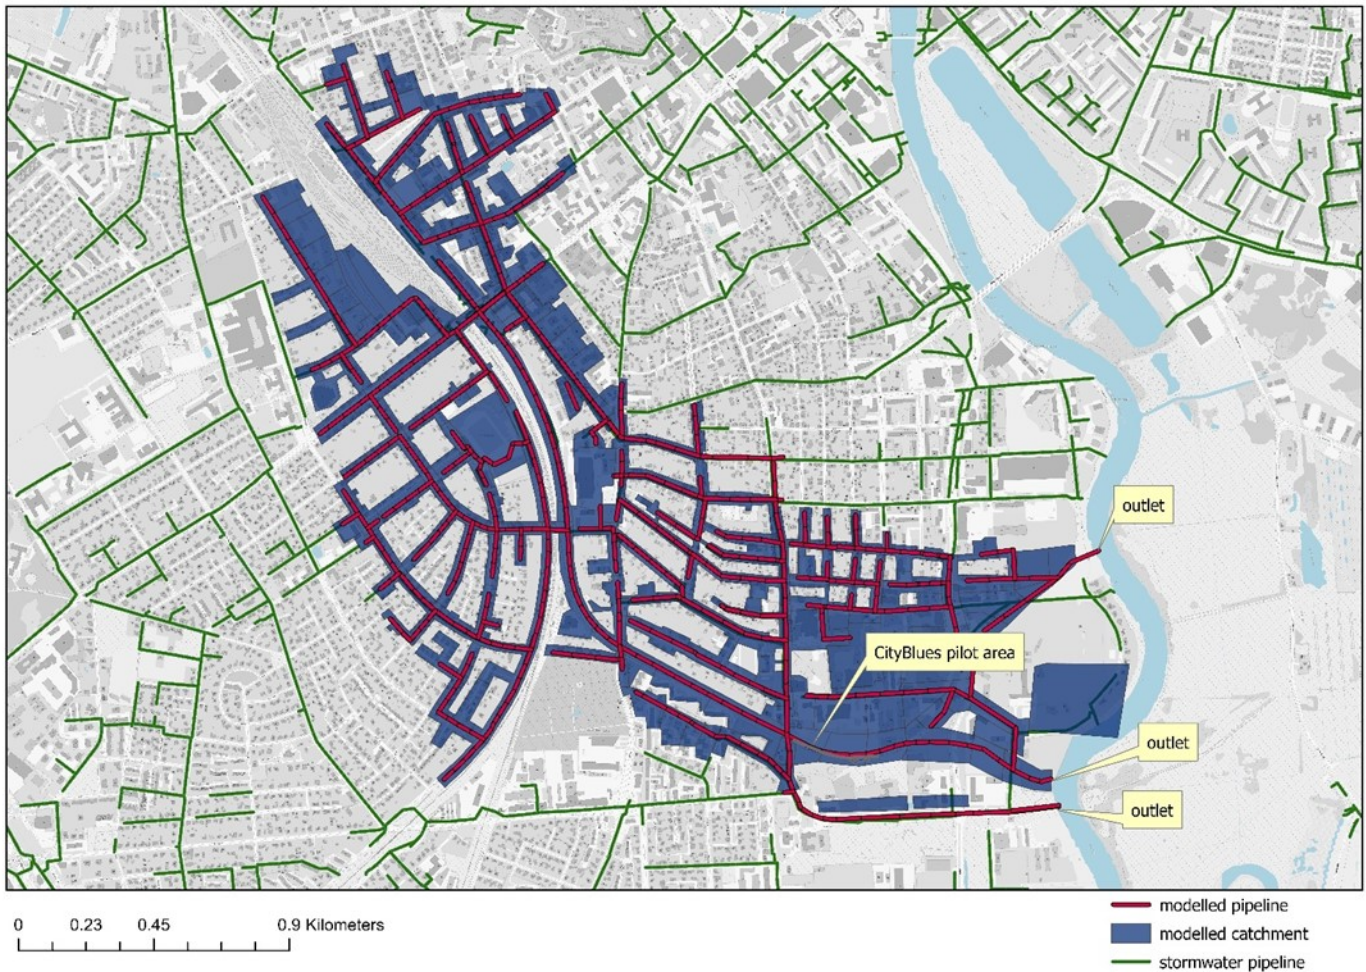 outlet
CityBlues pilot area
outlet
outlet
0 0.23 0.45 0.9 Kilometers
modelled pipeline
modelled catchment
stormwater pipeline